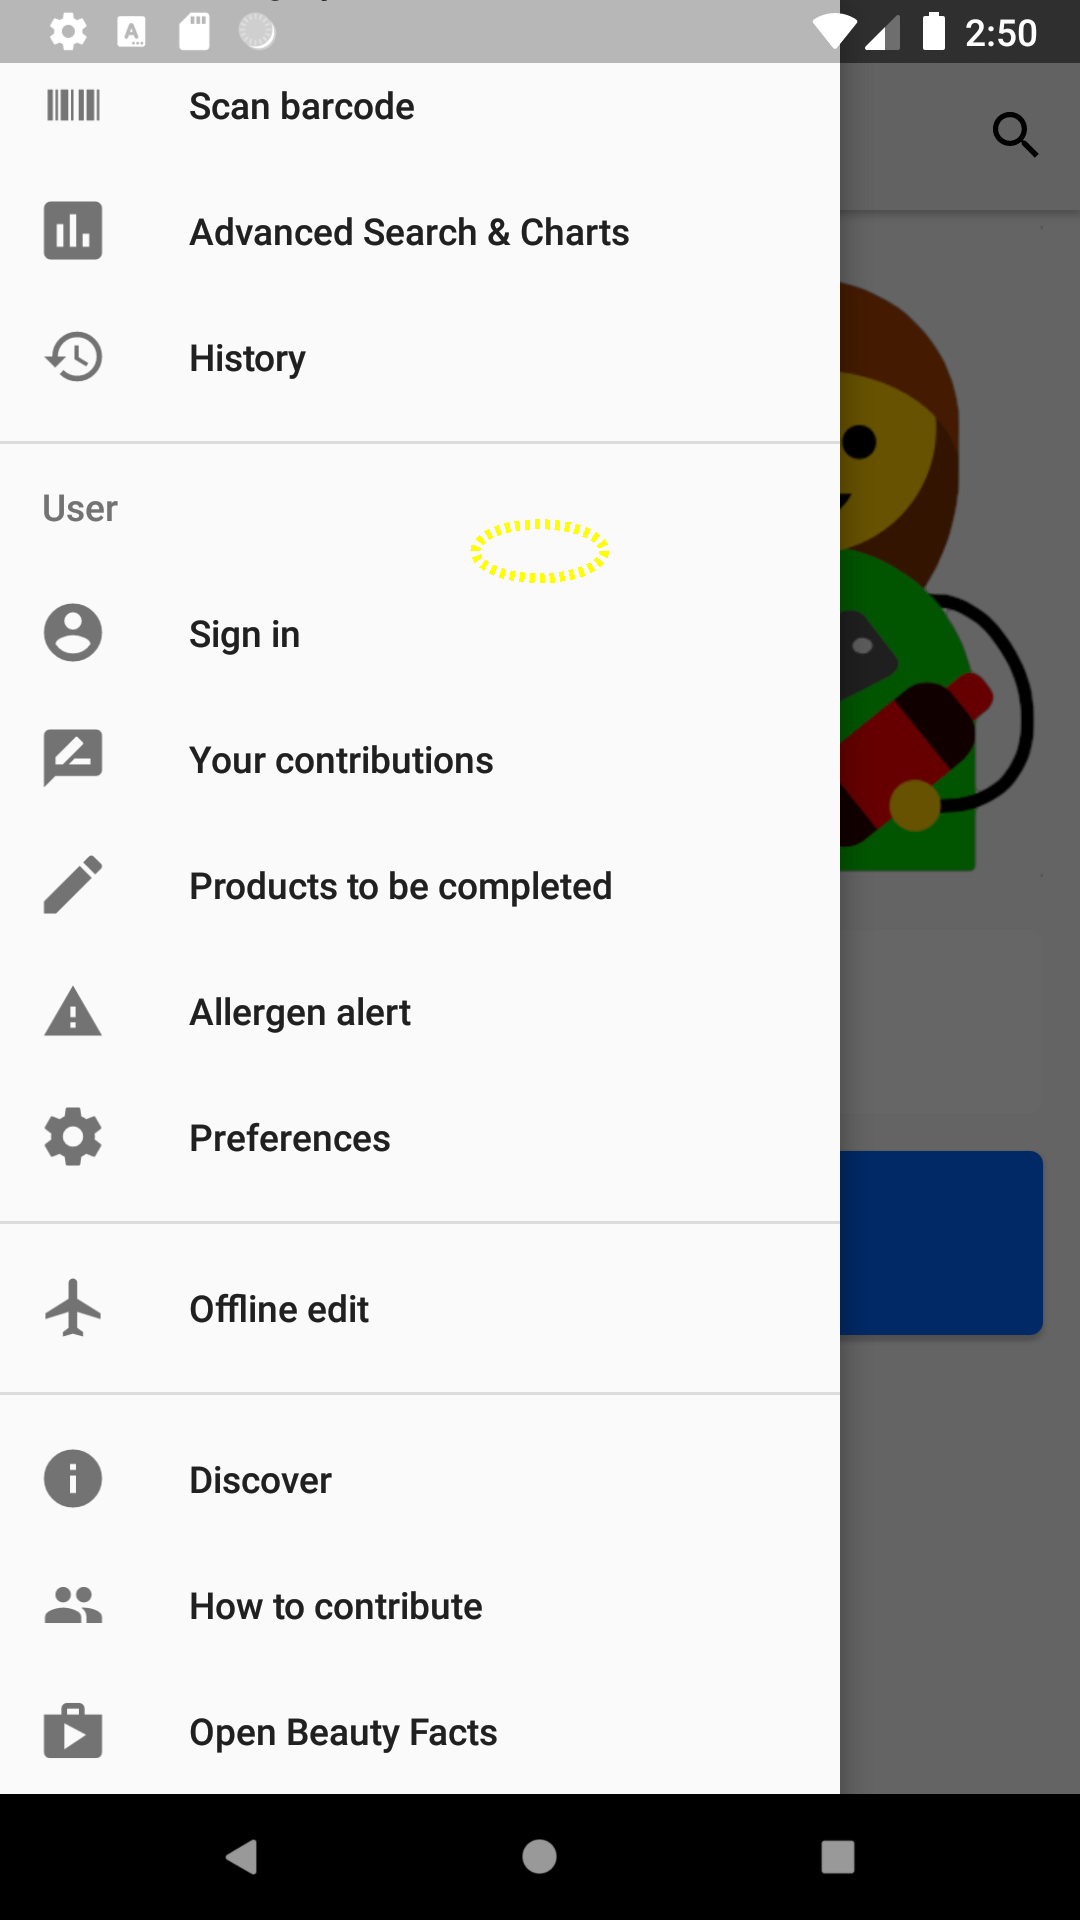 2:50
Scan barcode
Advanced Search & Charts
History
User
Sign in
Your contributions
Products to be completed
Allergen alert
Preferences
Offline edit
Discover
How to contribute
Open Beauty Facts